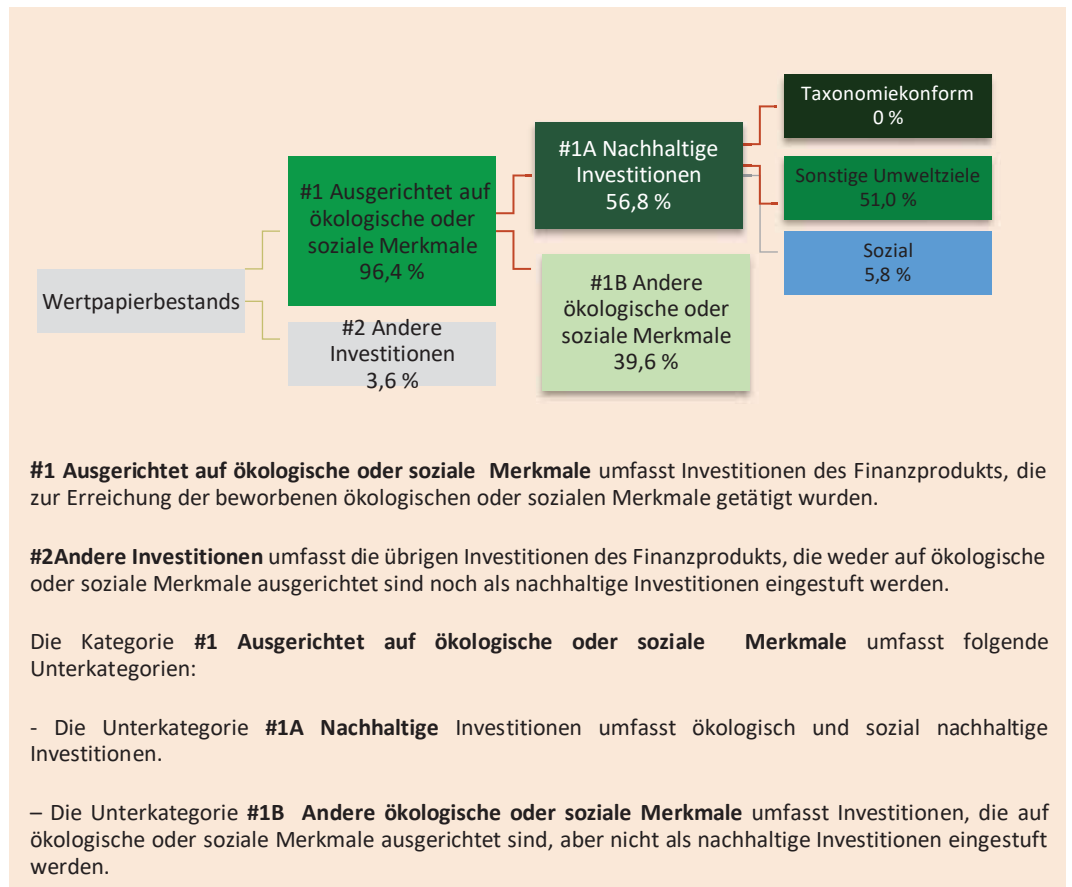 Wertpapierbestands
#1 Ausgerichtet auf
ökologische oder
soziale Merkmale
96,4 %
#2 Andere
Investitionen
3,6 %
#1A Nachhaltige
Investitionen
56,8 %
#1B Andere
ökologische oder
soziale Merkmale
39,6 %
Taxonomiekonform
0 %
Sonstige Umweltziele
51,0 %
Sozial
5,8 %
#1 Ausgerichtet auf ökologische oder soziale Merkmale umfasst Investitionen des Finanzprodukts, die
zur Erreichung der beworbenen ökologischen oder sozialen Merkmale getätigt wurden.
#2Andere Investitionen umfasst die übrigen Investitionen des Finanzprodukts, die weder auf ökologische
oder soziale Merkmale ausgerichtet sind noch als nachhaltige Investitionen eingestuft werden.
Die Kategorie #1 Ausgerichtet auf ökologische oder soziale Merkmale umfasst folgende
Unterkategorien:
- Die Unterkategorie #1A Nachhaltige Investitionen umfasst ökologisch und sozial nachhaltige
Investitionen.
– Die Unterkategorie #1B Andere ökologische oder soziale Merkmale umfasst Investitionen, die auf
ökologische oder soziale Merkmale ausgerichtet sind, aber nicht als nachhaltige Investitionen eingestuft
werden.